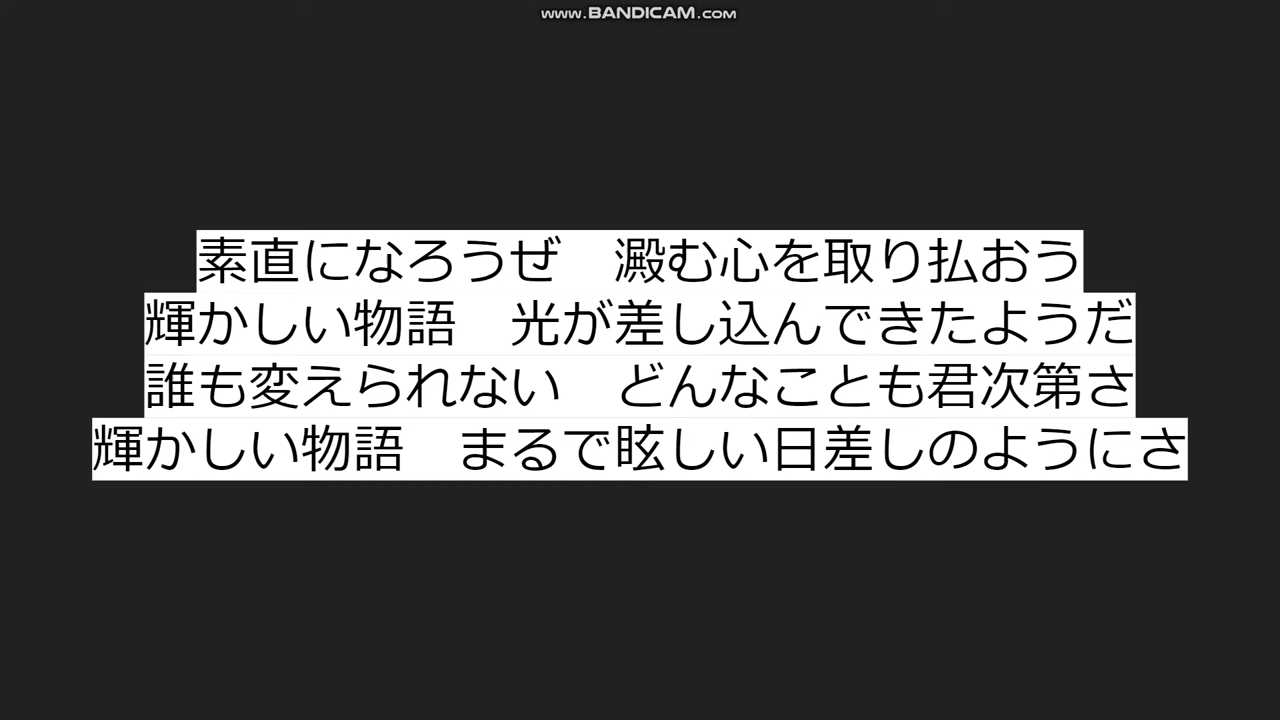 www.BANDICAM.com
素直になろうぜ　澱む心を取り払おう
輝かしい物語　光が差し込んできたようだ
誰も変えられない　どんなことも君次第さ
輝かしい物語　まるで眩しい日差しのようにさ